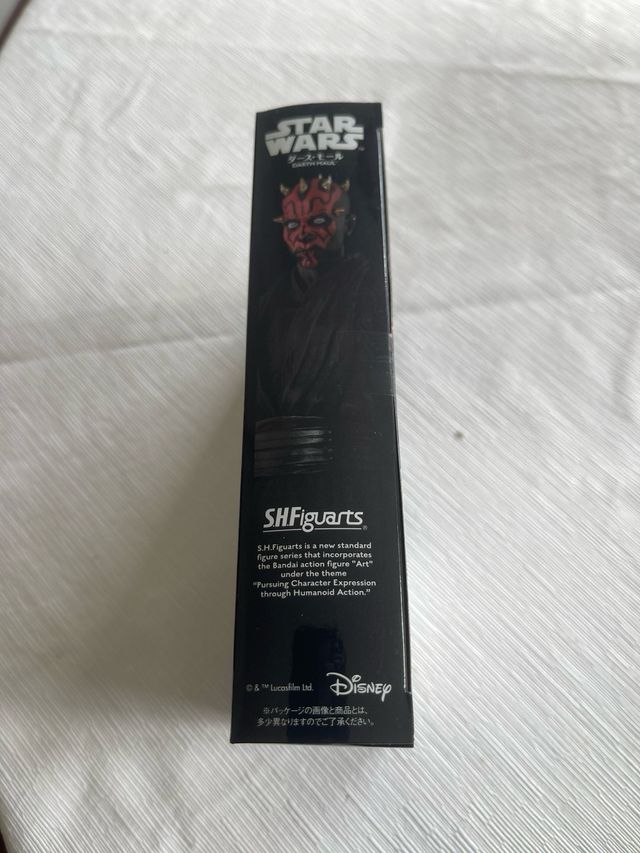 STAR
WARS™
ダース・モール
DARTH MAUL
S.H.Figuarts®
S.H.Figuarts is a new standard
figure series that incorporates
the Bandai action figure "Art"
under the theme
"Pursuing Character Expression
through Humanoid Action."
© & ™ Lucasfilm Ltd. Disney
※パッケージの画像と商品とは、
多少異なりますのでご了承ください。